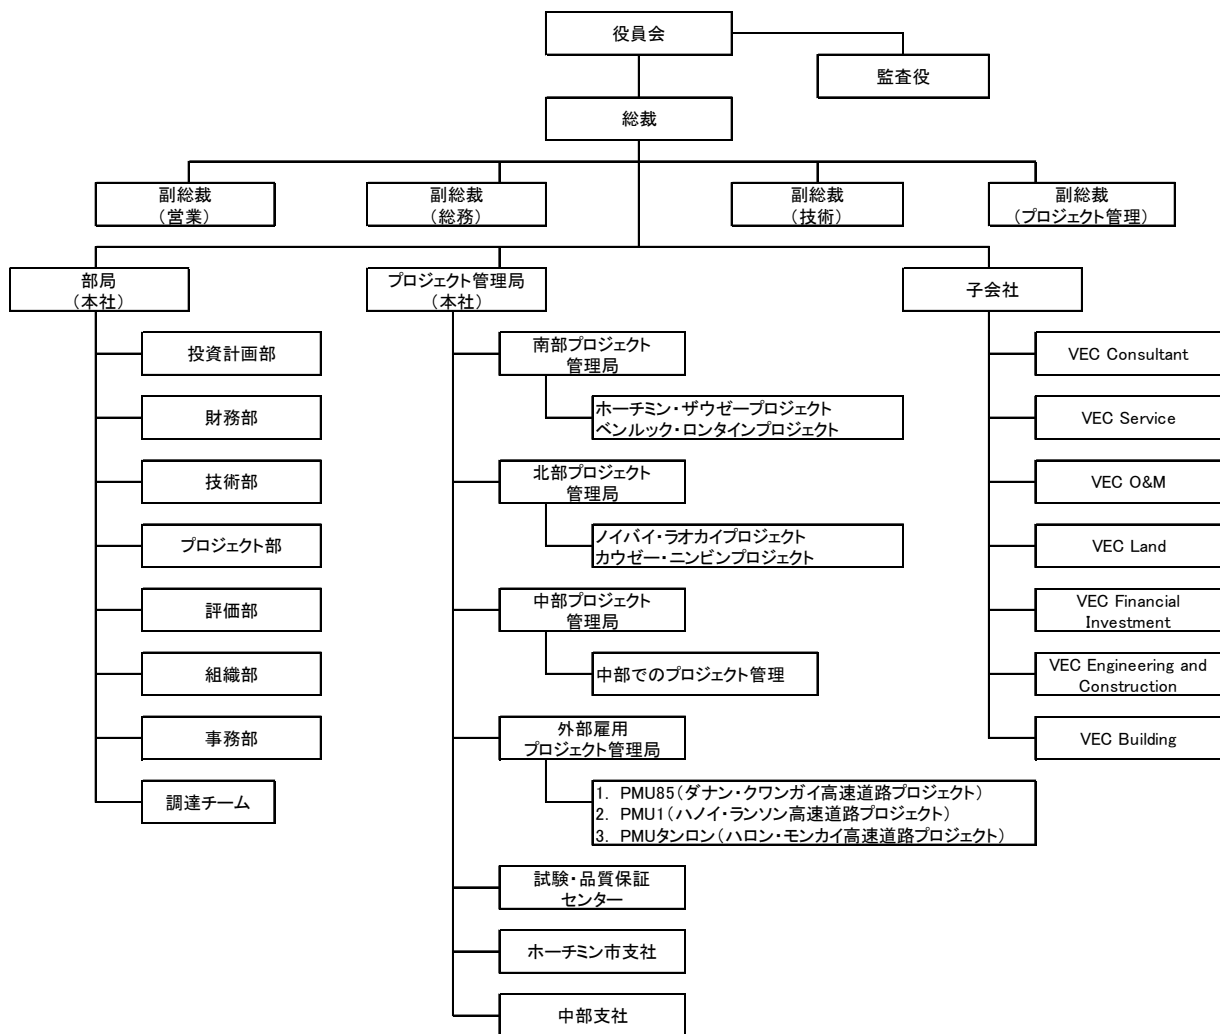 役員会
監査役
総裁
副総裁
（営業）
副総裁
（総務）
副総裁
（技術）
副総裁
（プロジェクト管理）
部局
（本社）
投資計画部
財務部
技術部
プロジェクト部
評価部
組織部
事務部
調達チーム
プロジェクト管理局
（本社）
南部プロジェクト
管理局
ホーチミン・ザウゼープロジェクト
ベンルック・ロンタインプロジェクト
北部プロジェクト
管理局
ノイバイ・ラオカイプロジェクト
カウゼー・ニンビンプロジェクト
中部プロジェクト
管理局
中部でのプロジェクト管理
外部雇用
プロジェクト管理局
1. PMU85（ダナン・クワンガイ高速道路プロジェクト）
2. PMU1（ハノイ・ランソン高速道路プロジェクト）
3. PMUタンロン（ハロン・モンカイ高速道路プロジェクト）
試験・品質保証
センター
ホーチミン市支社
中部支社
子会社
VEC Consultant
VEC Service
VEC O&M
VEC Land
VEC Financial
Investment
VEC Engineering and
Construction
VEC Building